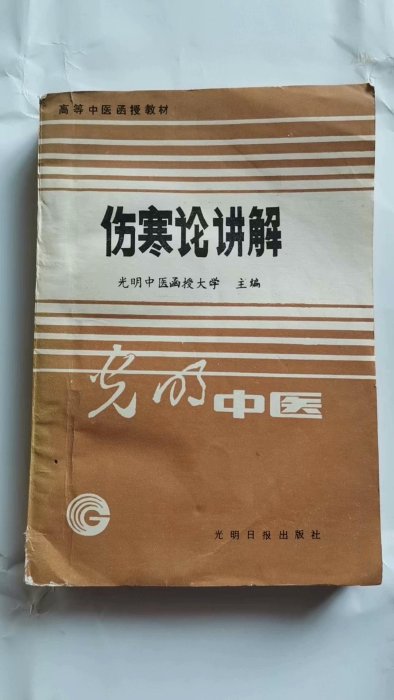 高等中医函授教材
伤寒论讲解
光明中医函授大学 主编
光明中医
光明日报出版社